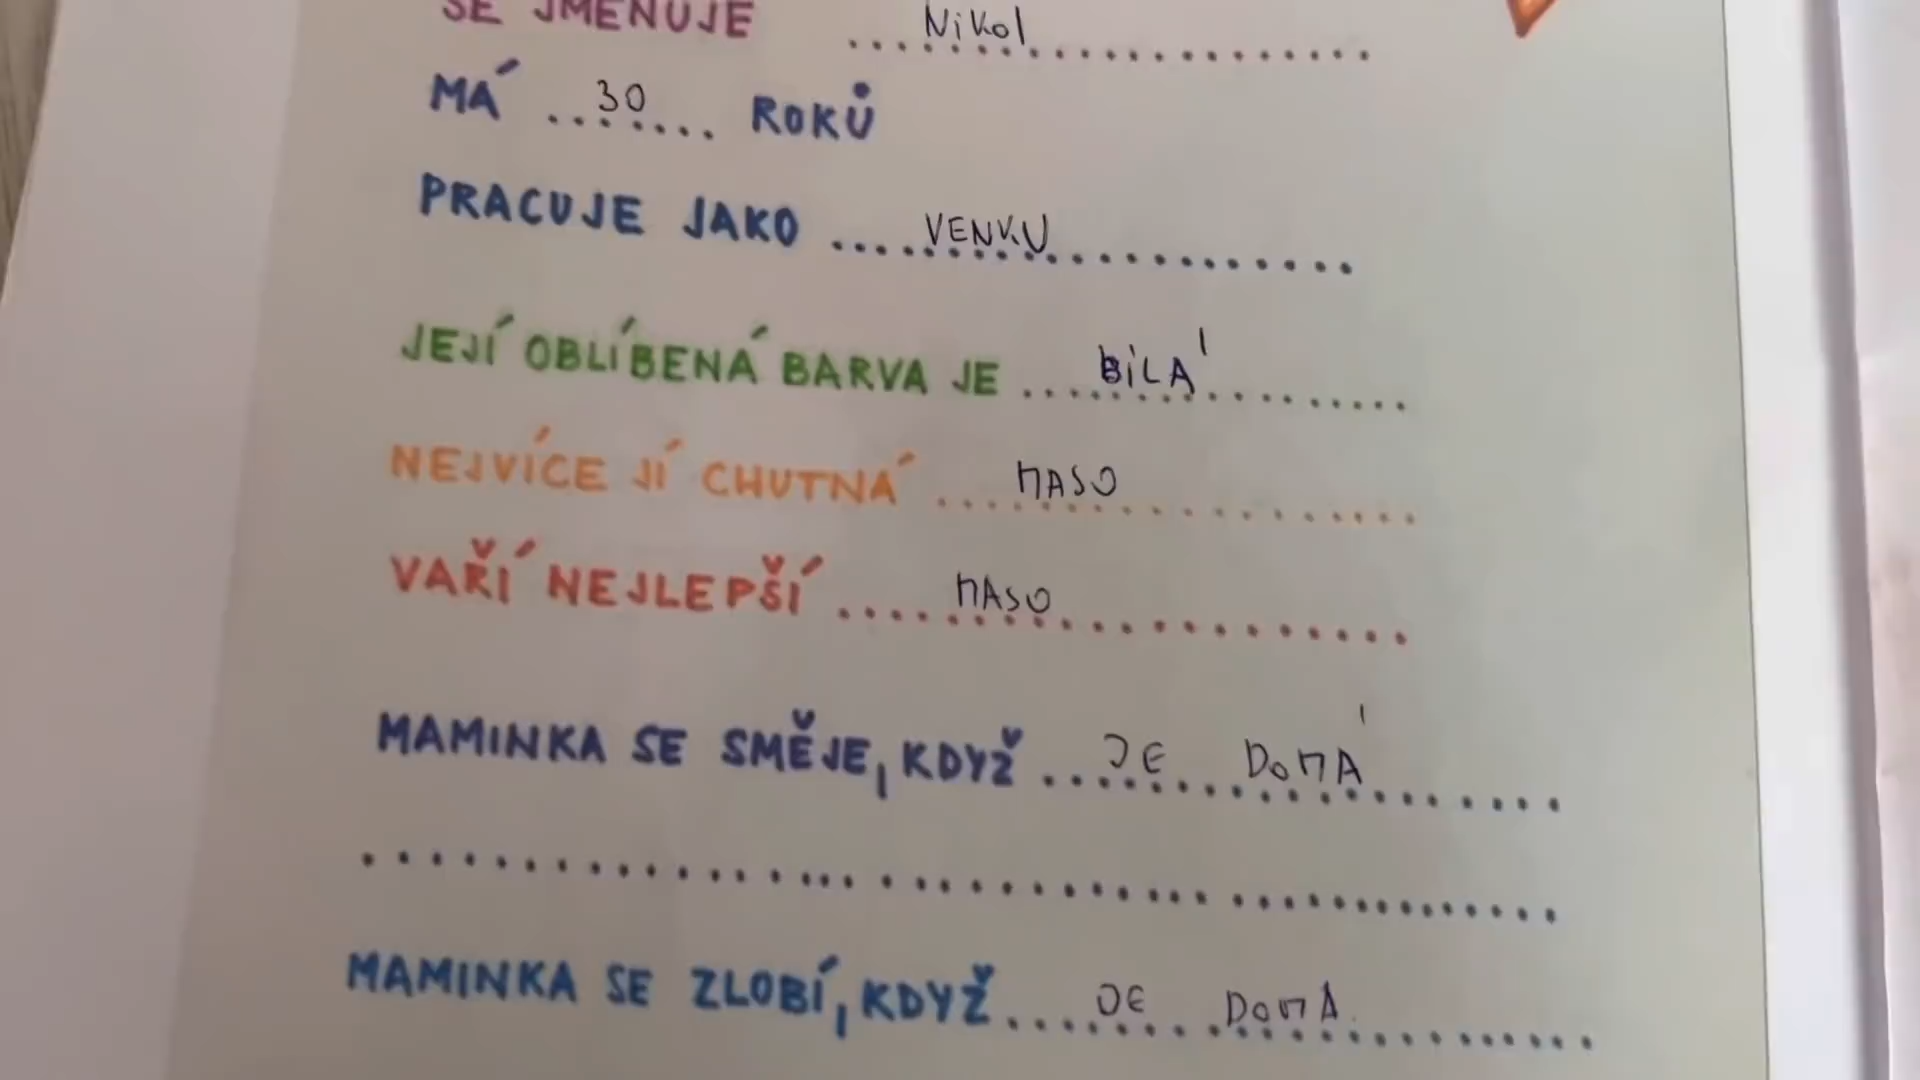 SE JMENUJE ..... Nikol .....
MÁ ... 30 ... ROKŮ
PRACUJE JAKO ..... VENKU .....
JEJÍ OBLÍBENÁ BARVA JE ..... BÍLÁ .....
NEJVÍCE JÍ CHUTNÁ ..... MASO .....
VAŘÍ NEJLEPŠÍ ..... MASO .....
MAMINKA SE SMĚJE, KDYŽ ..... JE DOMÁ .....
MAMINKA SE ZLOBÍ, KDYŽ ..... JE DOMA .....